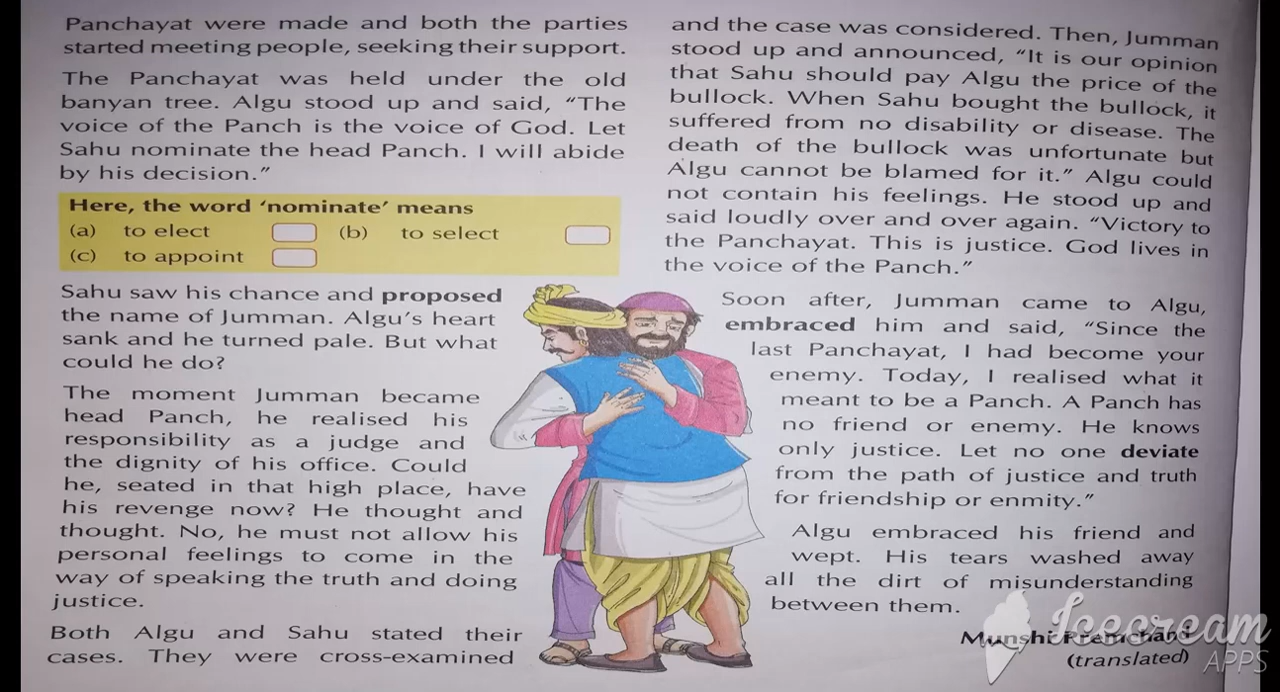 Panchayat were made and both the parties
started meeting people, seeking their support.
The Panchayat was held under the old
banyan tree. Algu stood up and said, “The
voice of the Panch is the voice of God. Let
Sahu nominate the head Panch. I will abide
by his decision.”
Here, the word ‘nominate’ means
(a) to elect (b) to select
(c) to appoint
Sahu saw his chance and proposed
the name of Jumman. Algu’s heart
sank and he turned pale. But what
could he do?
The moment Jumman became
head Panch, he realised his
responsibility as a judge and
the dignity of his office. Could
he, seated in that high place, have
his revenge now? He thought and
thought. No, he must not allow his
personal feelings to come in the
way of speaking the truth and doing
justice.
Both Algu and Sahu stated their
cases. They were cross-examined
and the case was considered. Then, Jumman
stood up and announced, “It is our opinion
that Sahu should pay Algu the price of the
bullock. When Sahu bought the bullock, it
suffered from no disability or disease. The
death of the bullock was unfortunate but
Algu cannot be blamed for it.” Algu could
not contain his feelings. He stood up and
said loudly over and over again. “Victory to
the Panchayat. This is justice. God lives in
the voice of the Panch.”
Soon after, Jumman came to Algu,
embraced him and said, “Since the
last Panchayat, I had become your
enemy. Today, I realised what it
meant to be a Panch. A Panch has
no friend or enemy. He knows
only justice. Let no one deviate
from the path of justice and truth
for friendship or enmity.”
Algu embraced his friend and
wept. His tears washed away
all the dirt of misunderstanding
between them.
Munshi Premchand
(translated)
Icecream
APPS